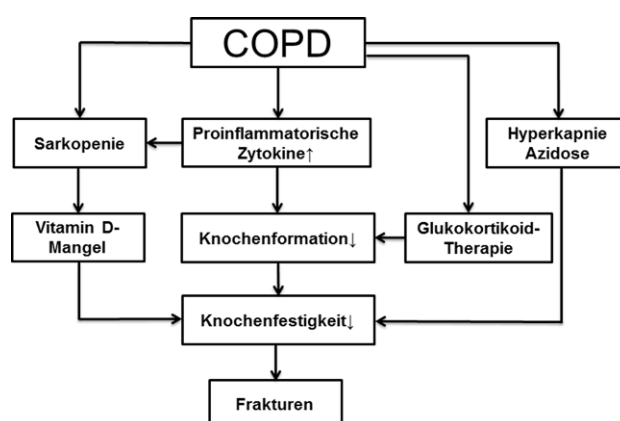 COPD
Sarkopenie
Proinflammatorische
Zytokine↑
Hyperkapnie
Azidose
Vitamin D-
Mangel
Knochenformation↓
Glukokortikoid-
Therapie
Knochenfestigkeit↓
Frakturen